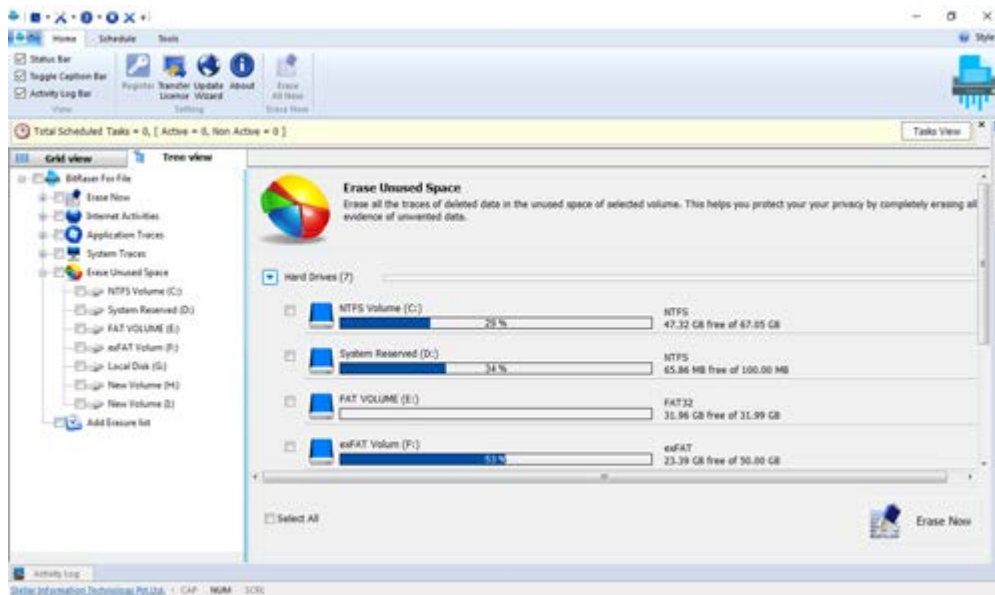 Home Schedule Tools
Style
Status Bar
Toggle Caption Bar
Activity Log Bar
View
Register
Transfer License
Update Wizard
About
Setting
Erase All Now
Erase Now
Total Scheduled Tasks = 0, [ Active = 0, Non Active = 0 ]
Tasks View
Grid view
Tree view
BitRaser For File
Erase Now
Internet Activities
Application Traces
System Traces
Erase Unused Space
NTFS Volume (C:)
System Reserved (D:)
FAT VOLUME (E:)
exFAT Volum (F:)
Local Disk (G:)
New Volume (H:)
New Volume (I:)
Add Erasure list
Erase Unused Space
Erase all the traces of deleted data in the unused space of selected volume. This helps you protect your your privacy by completely erasing all
evidence of unwented data.
Hard Drives (7)
NTFS Volume (C:)
29 %
NTFS
47.32 GB free of 67.05 GB
System Reserved (D:)
34 %
NTFS
65.86 MB free of 100.00 MB
FAT VOLUME (E:)
FAT32
31.96 GB free of 31.99 GB
exFAT Volum (F:)
53 %
exFAT
23.39 GB free of 50.00 GB
Select All
Erase Now
Activity Log
Stellar Information Technology Pvt.Ltd.
CAP NUM SCRL